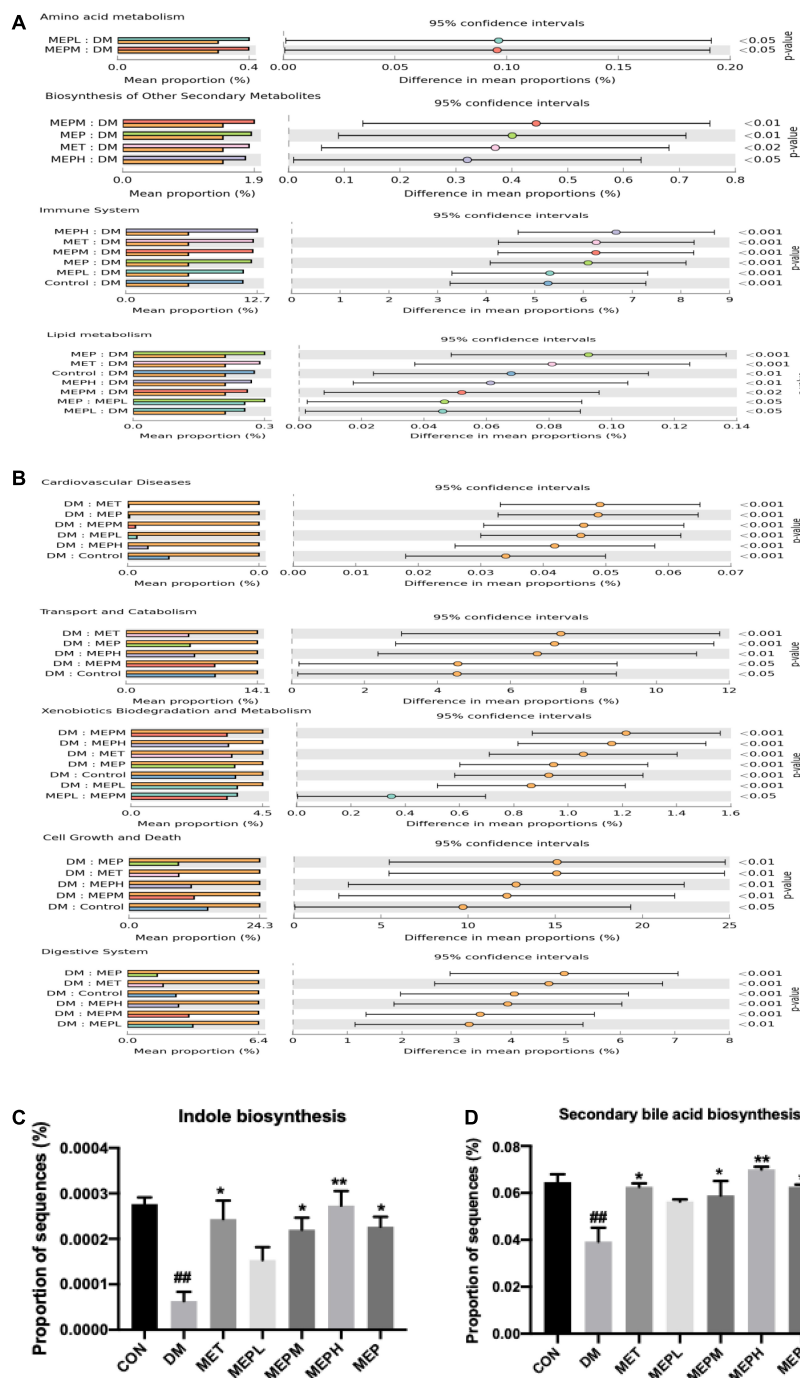 A
Amino acid metabolism
95% confidence intervals
MEPL : DM <0.05
MEPM : DM <0.05
p-value
0.0 0.4 0.00 0.05 0.10 0.15 0.20
Mean proportion (%) Difference in mean proportions (%)
Biosynthesis of Other Secondary Metabolites
95% confidence intervals
MEPM : DM <0.01
MEP : DM <0.01
MET : DM <0.02
MEPH : DM <0.05
p-value
0.0 1.9 0.0 0.1 0.2 0.3 0.4 0.5 0.6 0.7 0.8
Mean proportion (%) Difference in mean proportions (%)
Immune System
95% confidence intervals
MEPH : DM <0.001
MET : DM <0.001
MEPM : DM <0.001
MEP : DM <0.001
MEPL : DM <0.001
Control : DM <0.001
p-value
0.0 12.7 0 1 2 3 4 5 6 7 8 9
Mean proportion (%) Difference in mean proportions (%)
Lipid metabolism
95% confidence intervals
MEP : DM <0.001
MET : DM <0.001
Control : DM <0.01
MEPH : DM <0.01
MEPM : DM <0.02
MEP : MEPL <0.05
MEPL : DM <0.05
0.0 0.3 0.00 0.02 0.04 0.06 0.08 0.10 0.12 0.14
Mean proportion (%) Difference in mean proportions (%)
B
Cardiovascular Diseases
95% confidence intervals
DM : MET <0.001
DM : MEP <0.001
DM : MEPM <0.001
DM : MEPL <0.001
DM : MEPH <0.001
DM : Control <0.001
p-value
0.0 0.0 0.00 0.01 0.02 0.03 0.04 0.05 0.06 0.07
Mean proportion (%) Difference in mean proportions (%)
Transport and Catabolism
95% confidence intervals
DM : MET <0.001
DM : MEP <0.001
DM : MEPH <0.01
DM : MEPM <0.05
DM : Control <0.05
p-value
0.0 14.1 0 2 4 6 8 10 12
Mean proportion (%) Difference in mean proportions (%)
Xenobiotics Biodegradation and Metabolism
95% confidence intervals
DM : MEPM <0.001
DM : MEPH <0.001
DM : MET <0.001
DM : MEP <0.001
DM : Control <0.001
DM : MEPL <0.001
MEPL : MEPM <0.05
p-value
0.0 4.5 0.0 0.2 0.4 0.6 0.8 1.0 1.2 1.4 1.6
Mean proportion (%) Difference in mean proportions (%)
Cell Growth and Death
95% confidence intervals
DM : MEP <0.01
DM : MET <0.01
DM : MEPH <0.01
DM : MEPM <0.01
DM : Control <0.05
p-value
0.0 24.3 0 5 10 15 20 25
Mean proportion (%) Difference in mean proportions (%)
Digestive System
95% confidence intervals
DM : MEP <0.001
DM : MET <0.001
DM : Control <0.001
DM : MEPH <0.001
DM : MEPM <0.001
DM : MEPL <0.01
p-value
0.0 6.4 0 1 2 3 4 5 6 7 8
Mean proportion (%) Difference in mean proportions (%)
C
Indole biosynthesis
Proportion of sequences (%)
0.0004
0.0003
0.0002
0.0001
0.0000
## * * ** *
CON DM MET MEPL MEPM MEPH MEP
D
Secondary bile acid biosynthesis
Proportion of sequences (%)
0.08
0.06
0.04
0.02
0.00
## * * **
CON DM MET MEPL MEPM MEPH MEP